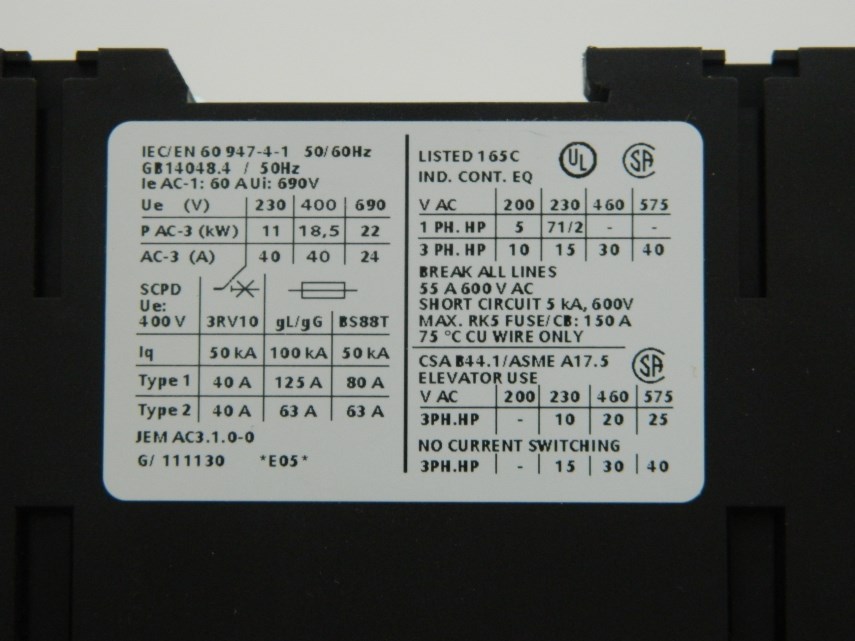 IEC/EN 60 947-4-1 50/60Hz
GB14048.4 / 50Hz
Ie AC-1: 60 A Ui: 690V
Ue (V) 230 400 690
P AC-3 (kW) 11 18,5 22
AC-3 (A) 40 40 24
SCPD
Ue:
400 V 3RV10 gL/gG BS88T
Iq 50 kA 100 kA 50 kA
Type 1 40 A 125 A 80 A
Type 2 40 A 63 A 63 A
JEM AC3.1.0-0
G/ 111130 *E05*
LISTED 165C UL SA
IND. CONT. EQ
V AC 200 230 460 575
1 PH. HP 5 71/2 - -
3 PH. HP 10 15 30 40
BREAK ALL LINES
55 A 600 V AC
SHORT CIRCUIT 5 kA, 600V
MAX. RK5 FUSE/CB: 150 A
75 °C CU WIRE ONLY
CSA B44.1/ASME A17.5 SA
ELEVATOR USE
V AC 200 230 460 575
3PH.HP - 10 20 25
NO CURRENT SWITCHING
3PH.HP - 15 30 40